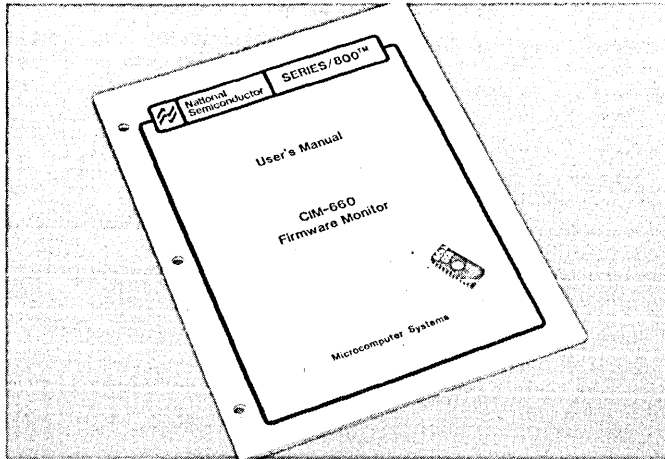 National
Semiconductor
SERIES/800™
User's Manual
CIM-660
Firmware Monitor
Microcomputer Systems